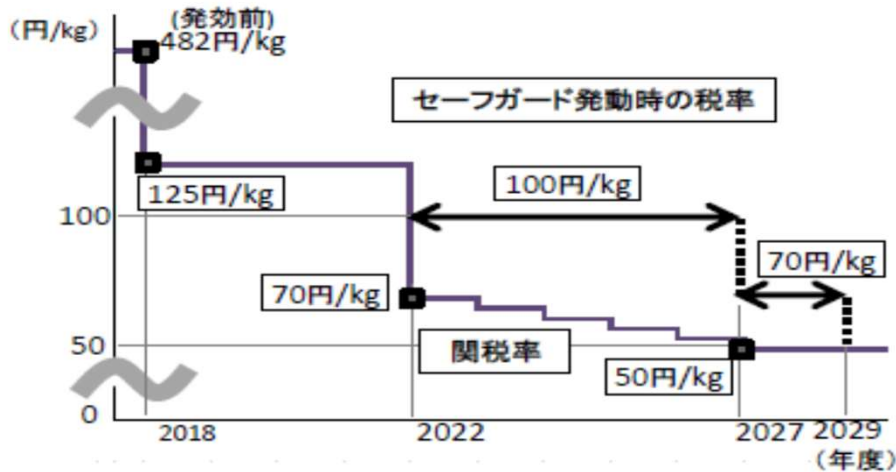 (円/kg)
(発効前)
482円/kg
セーフガード発動時の税率
125円/kg
100円/kg
100
70円/kg
70円/kg
50
関税率
50円/kg
0
2018
2022
2027
2029
(年度)